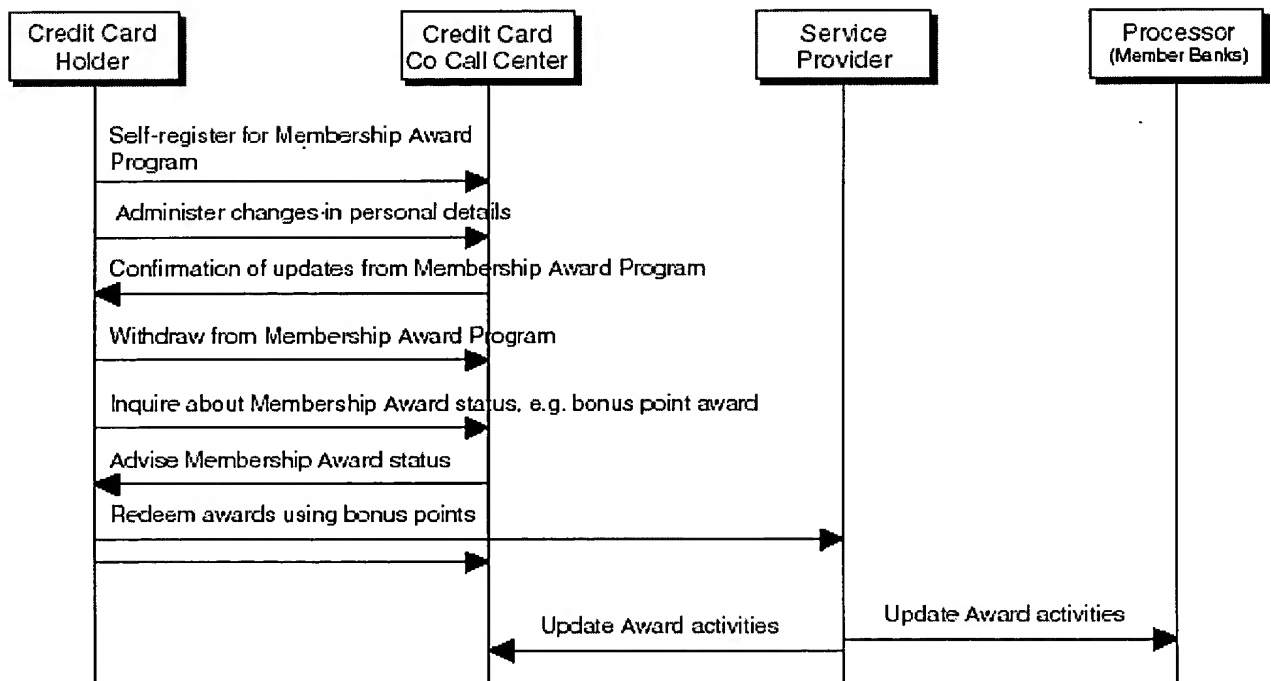 Credit Card
Holder
Credit Card
Co Call Center
Service
Provider
Processor
(Member Banks)
Self-register for Membership Award
Program
Administer changes in personal details
Confirmation of updates from Membership Award Program
Withdraw from Membership Award Program
Inquire about Membership Award status, e.g. bonus point award
Advise Membership Award status
Redeem awards using bonus points
Update Award activities
Update Award activities